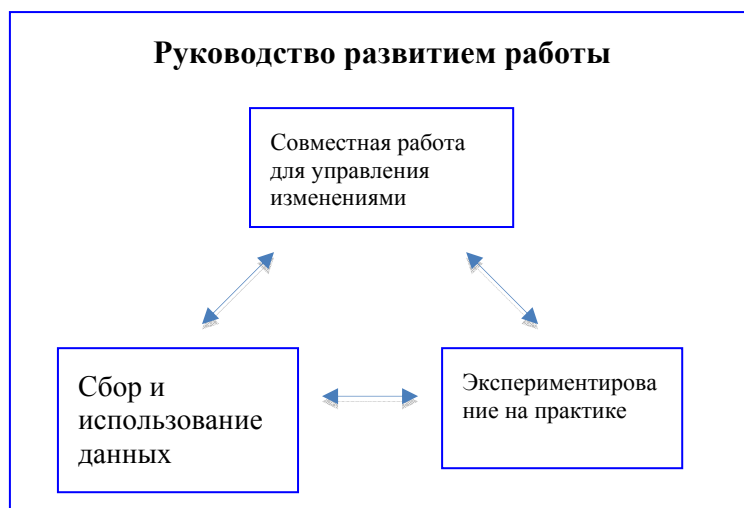 Руководство развитием работы
Совместная работа
для управления
изменениями
Сбор и
использование
данных
Экспериментирова
ние на практике